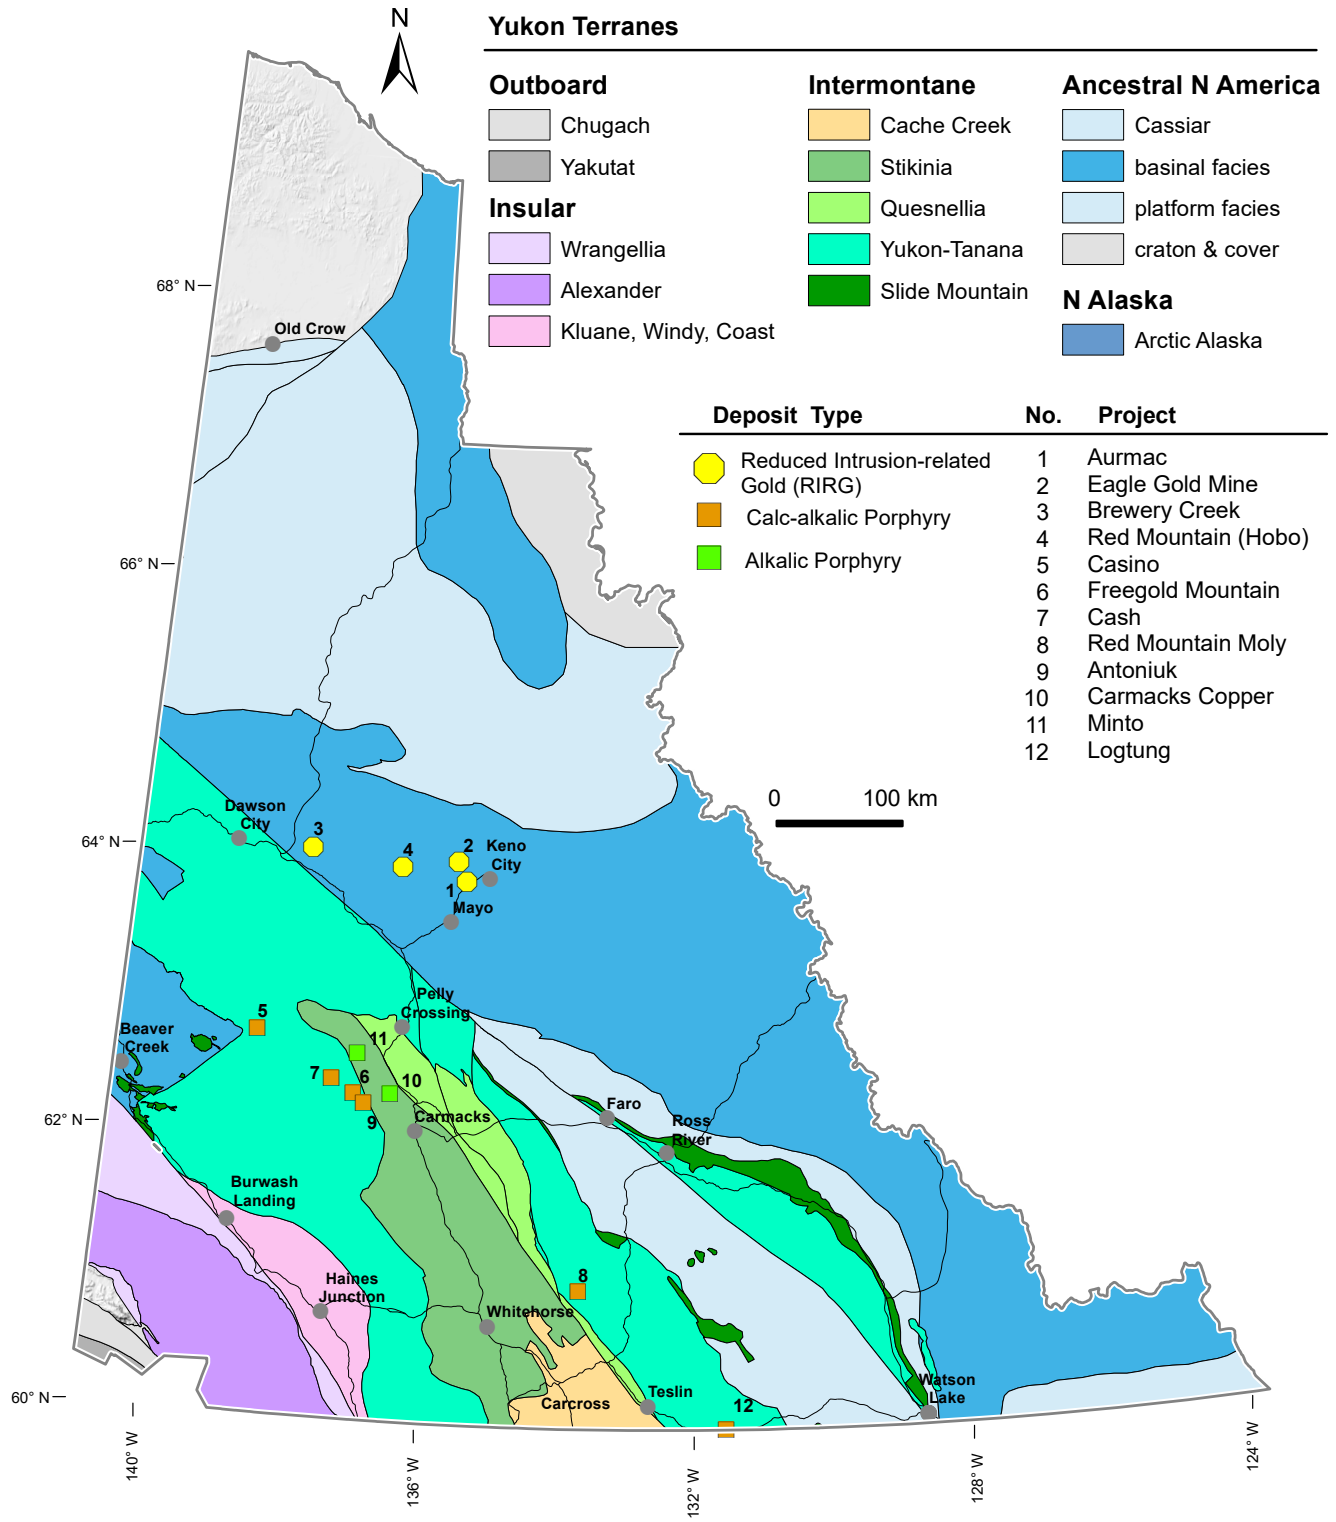 N
Yukon Terranes
Outboard
Chugach
Yakutat
Insular
Wrangellia
Alexander
Kluane, Windy, Coast
Intermontane
Cache Creek
Stikinia
Quesnellia
Yukon-Tanana
Slide Mountain
Ancestral N America
Cassiar
basinal facies
platform facies
craton & cover
N Alaska
Arctic Alaska
Deposit Type No. Project
Reduced Intrusion-related
Gold (RIRG)
Calc-alkalic Porphyry
Alkalic Porphyry
1 Aurmac
2 Eagle Gold Mine
3 Brewery Creek
4 Red Mountain (Hobo)
5 Casino
6 Freegold Mountain
7 Cash
8 Red Mountain Moly
9 Antoniuk
10 Carmacks Copper
11 Minto
12 Logtung
0 100 km
68° N
Old Crow
66° N
Dawson
City
64° N
3
4
2
Keno
City
1
Mayo
Pelly
Crossing
5
Beaver
Creek
11
7
6
10
9
Carmacks
62° N
Faro
Ross
River
Burwash
Landing
Haines
Junction
8
Whitehorse
60° N
Carcross
Teslin
12
Watson
Lake
140° W
136° W
132° W
128° W
124° W